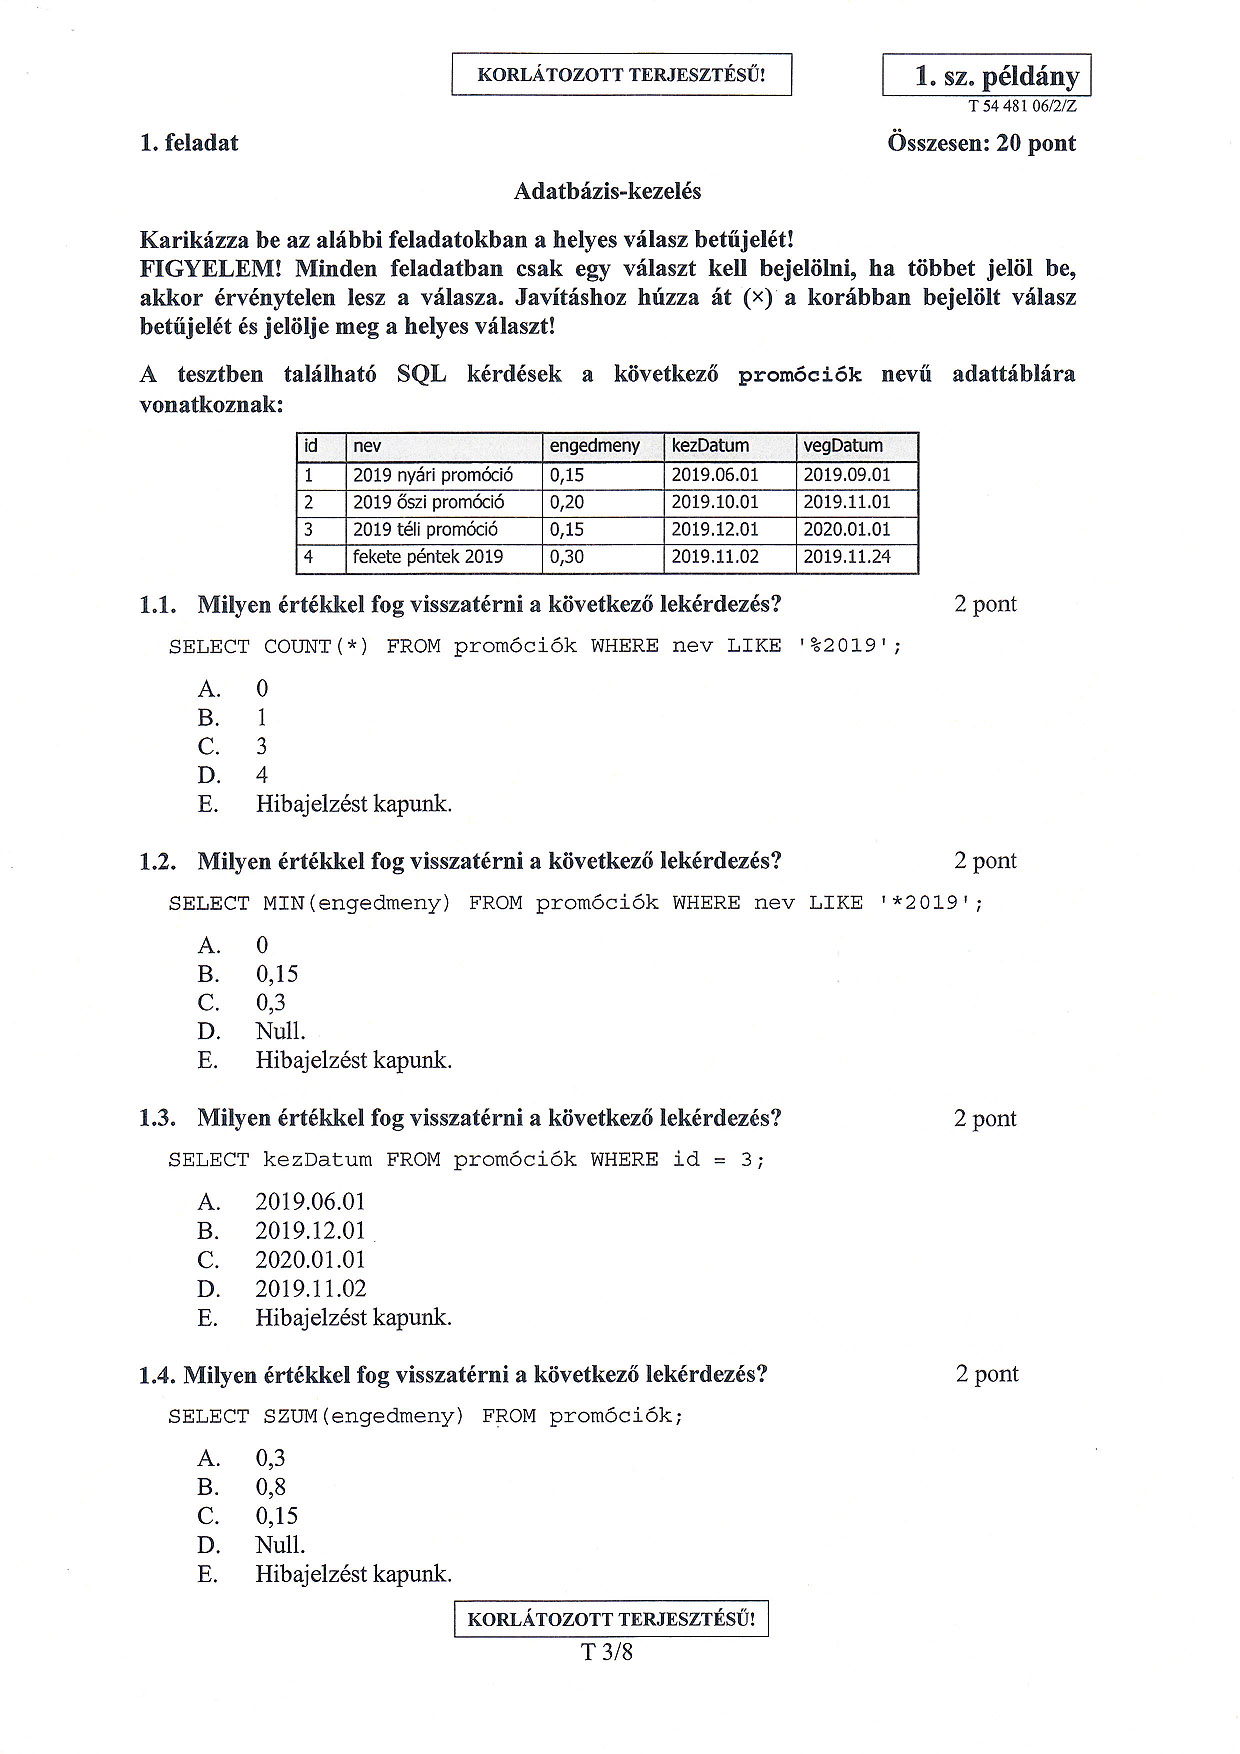 KORLÁTOZOTT TERJESZTÉSŰ!
1. sz. példány
T 54 481 06/2/Z
1. feladat Összesen: 20 pont
Adatbázis-kezelés
Karikázza be az alábbi feladatokban a helyes válasz betűjelét!
FIGYELEM! Minden feladatban csak egy választ kell bejelölni, ha többet jelöl be,
akkor érvénytelen lesz a válasza. Javításhoz húzza át (×) a korábban bejelölt válasz
betűjelét és jelölje meg a helyes választ!
A tesztben található SQL kérdések a következő promóciók nevű adattáblára
vonatkoznak:
id nev engedmeny kezDatum vegDatum
1 2019 nyári promóció 0,15 2019.06.01 2019.09.01
2 2019 őszi promóció 0,20 2019.10.01 2019.11.01
3 2019 téli promóció 0,15 2019.12.01 2020.01.01
4 fekete péntek 2019 0,30 2019.11.02 2019.11.24
1.1. Milyen értékkel fog visszatérni a következő lekérdezés? 2 pont
SELECT COUNT(*) FROM promóciók WHERE nev LIKE '%2019';
A. 0
B. 1
C. 3
D. 4
E. Hibajelzést kapunk.
1.2. Milyen értékkel fog visszatérni a következő lekérdezés? 2 pont
SELECT MIN(engedmeny) FROM promóciók WHERE nev LIKE '*2019';
A. 0
B. 0,15
C. 0,3
D. Null.
E. Hibajelzést kapunk.
1.3. Milyen értékkel fog visszatérni a következő lekérdezés? 2 pont
SELECT kezDatum FROM promóciók WHERE id = 3;
A. 2019.06.01
B. 2019.12.01
C. 2020.01.01
D. 2019.11.02
E. Hibajelzést kapunk.
1.4. Milyen értékkel fog visszatérni a következő lekérdezés? 2 pont
SELECT SZUM(engedmeny) FROM promóciók;
A. 0,3
B. 0,8
C. 0,15
D. Null.
E. Hibajelzést kapunk.
KORLÁTOZOTT TERJESZTÉSŰ!
T 3/8